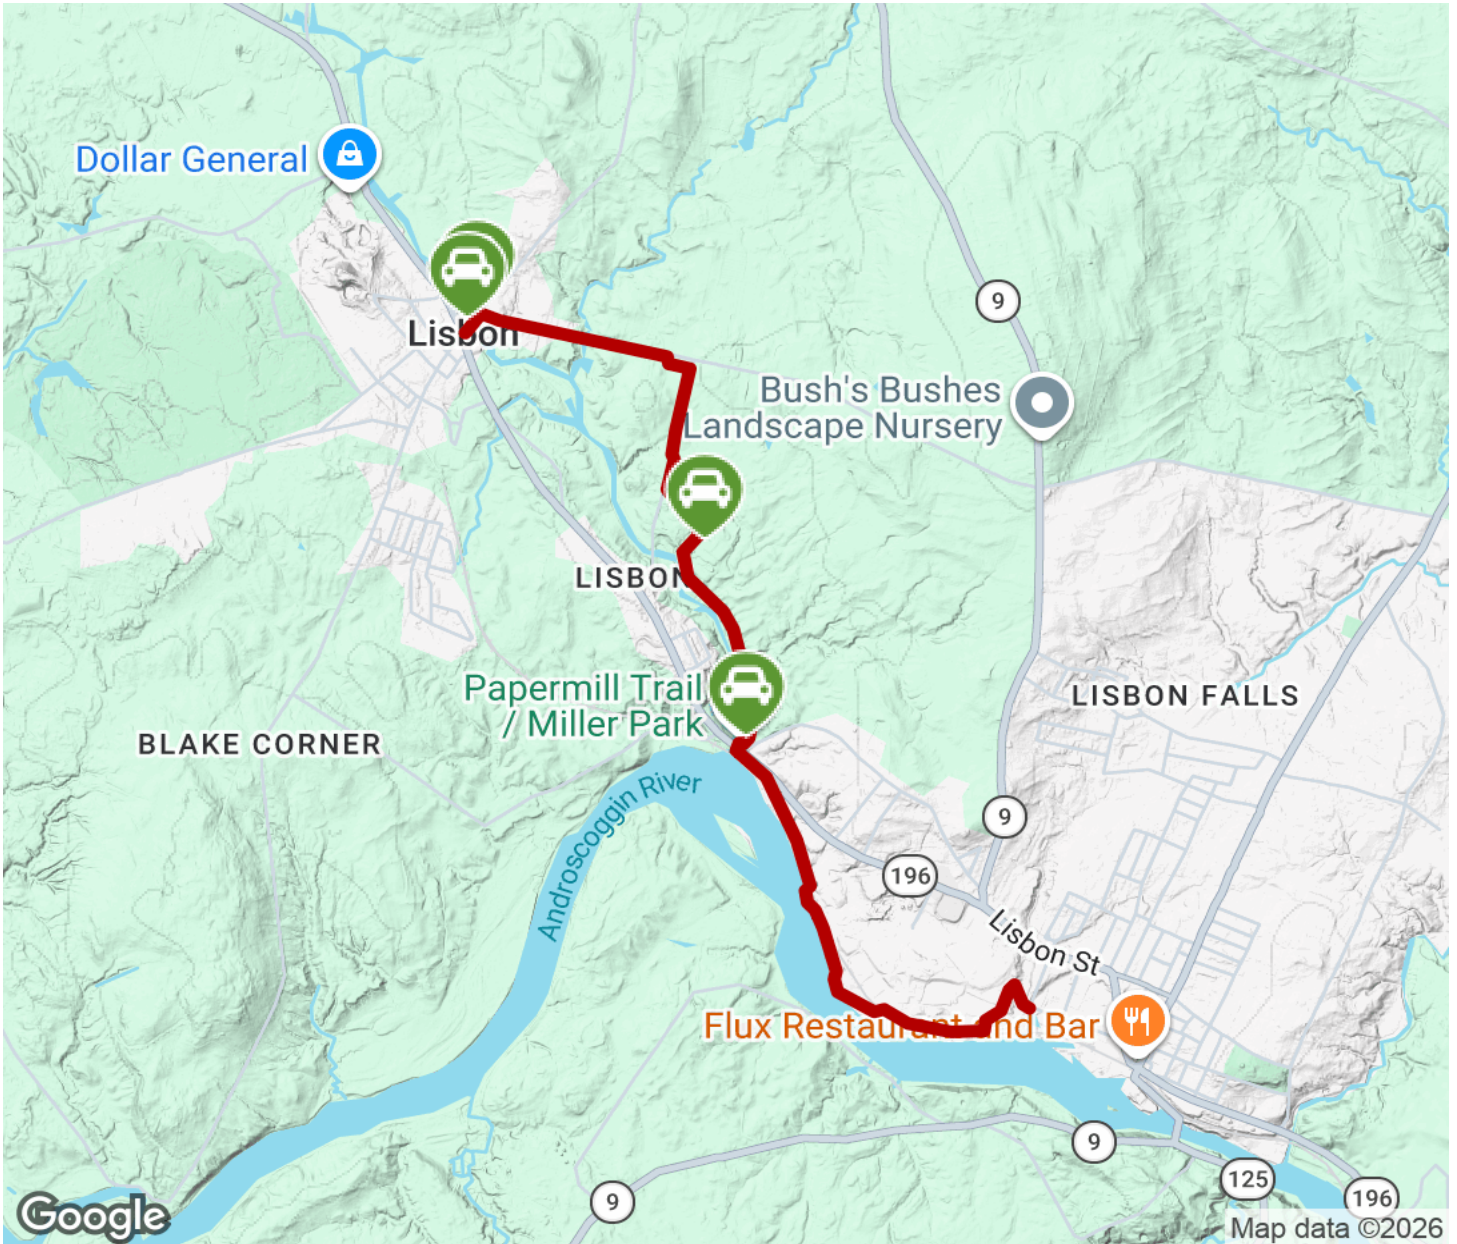 Dollar General
9
Lisbon
Bush's Bushes
Landscape Nursery
LISBON
Papermill Trail
/ Miller Park
LISBON FALLS
BLAKE CORNER
Androscoggin River
9
196
Lisbon St
Flux Restaurant and Bar
9
125
9
196
Google
Map data ©2026